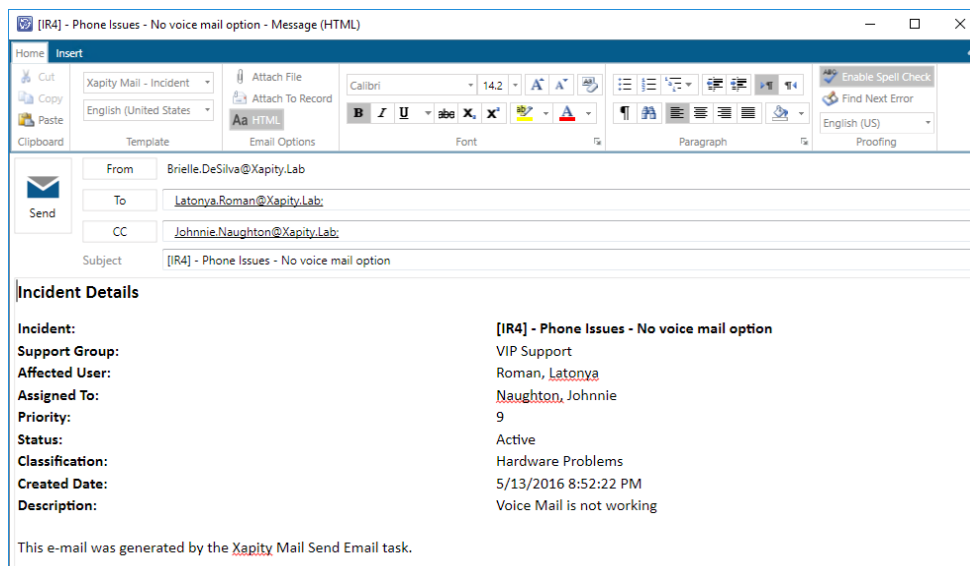 [IR4] - Phone Issues - No voice mail option - Message (HTML)
Home Insert
Cut
Copy
Paste
Clipboard
Xapity Mail - Incident
English (United States
Template
Attach File
Attach To Record
Aa HTML
Email Options
Calibri 14.2 A A
B I U abc X, X² ab A
Font
Paragraph
ABC Enable Spell Check
Find Next Error
English (US)
Proofing
Send
From Brielle.DeSilva@Xapity.Lab
To Latonya.Roman@Xapity.Lab;
CC Johnnie.Naughton@Xapity.Lab;
Subject [IR4] - Phone Issues - No voice mail option
Incident Details
Incident: [IR4] - Phone Issues - No voice mail option
Support Group: VIP Support
Affected User: Roman, Latonya
Assigned To: Naughton, Johnnie
Priority: 9
Status: Active
Classification: Hardware Problems
Created Date: 5/13/2016 8:52:22 PM
Description: Voice Mail is not working
This e-mail was generated by the Xapity Mail Send Email task.